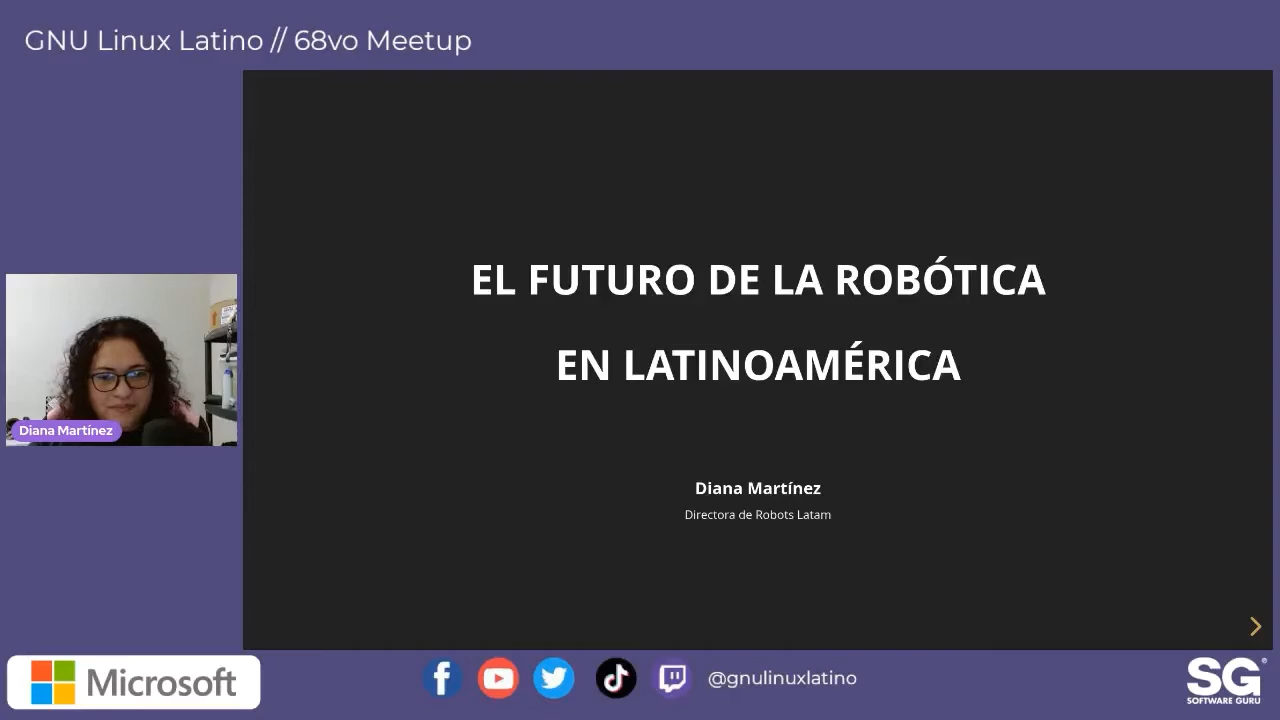 GNU Linux Latino // 68vo Meetup
EL FUTURO DE LA ROBÓTICA
EN LATINOAMÉRICA
Diana Martínez
Diana Martínez
Directora de Robots Latam
Microsoft
@gnulinuxlatino
SG®
SOFTWARE GURU